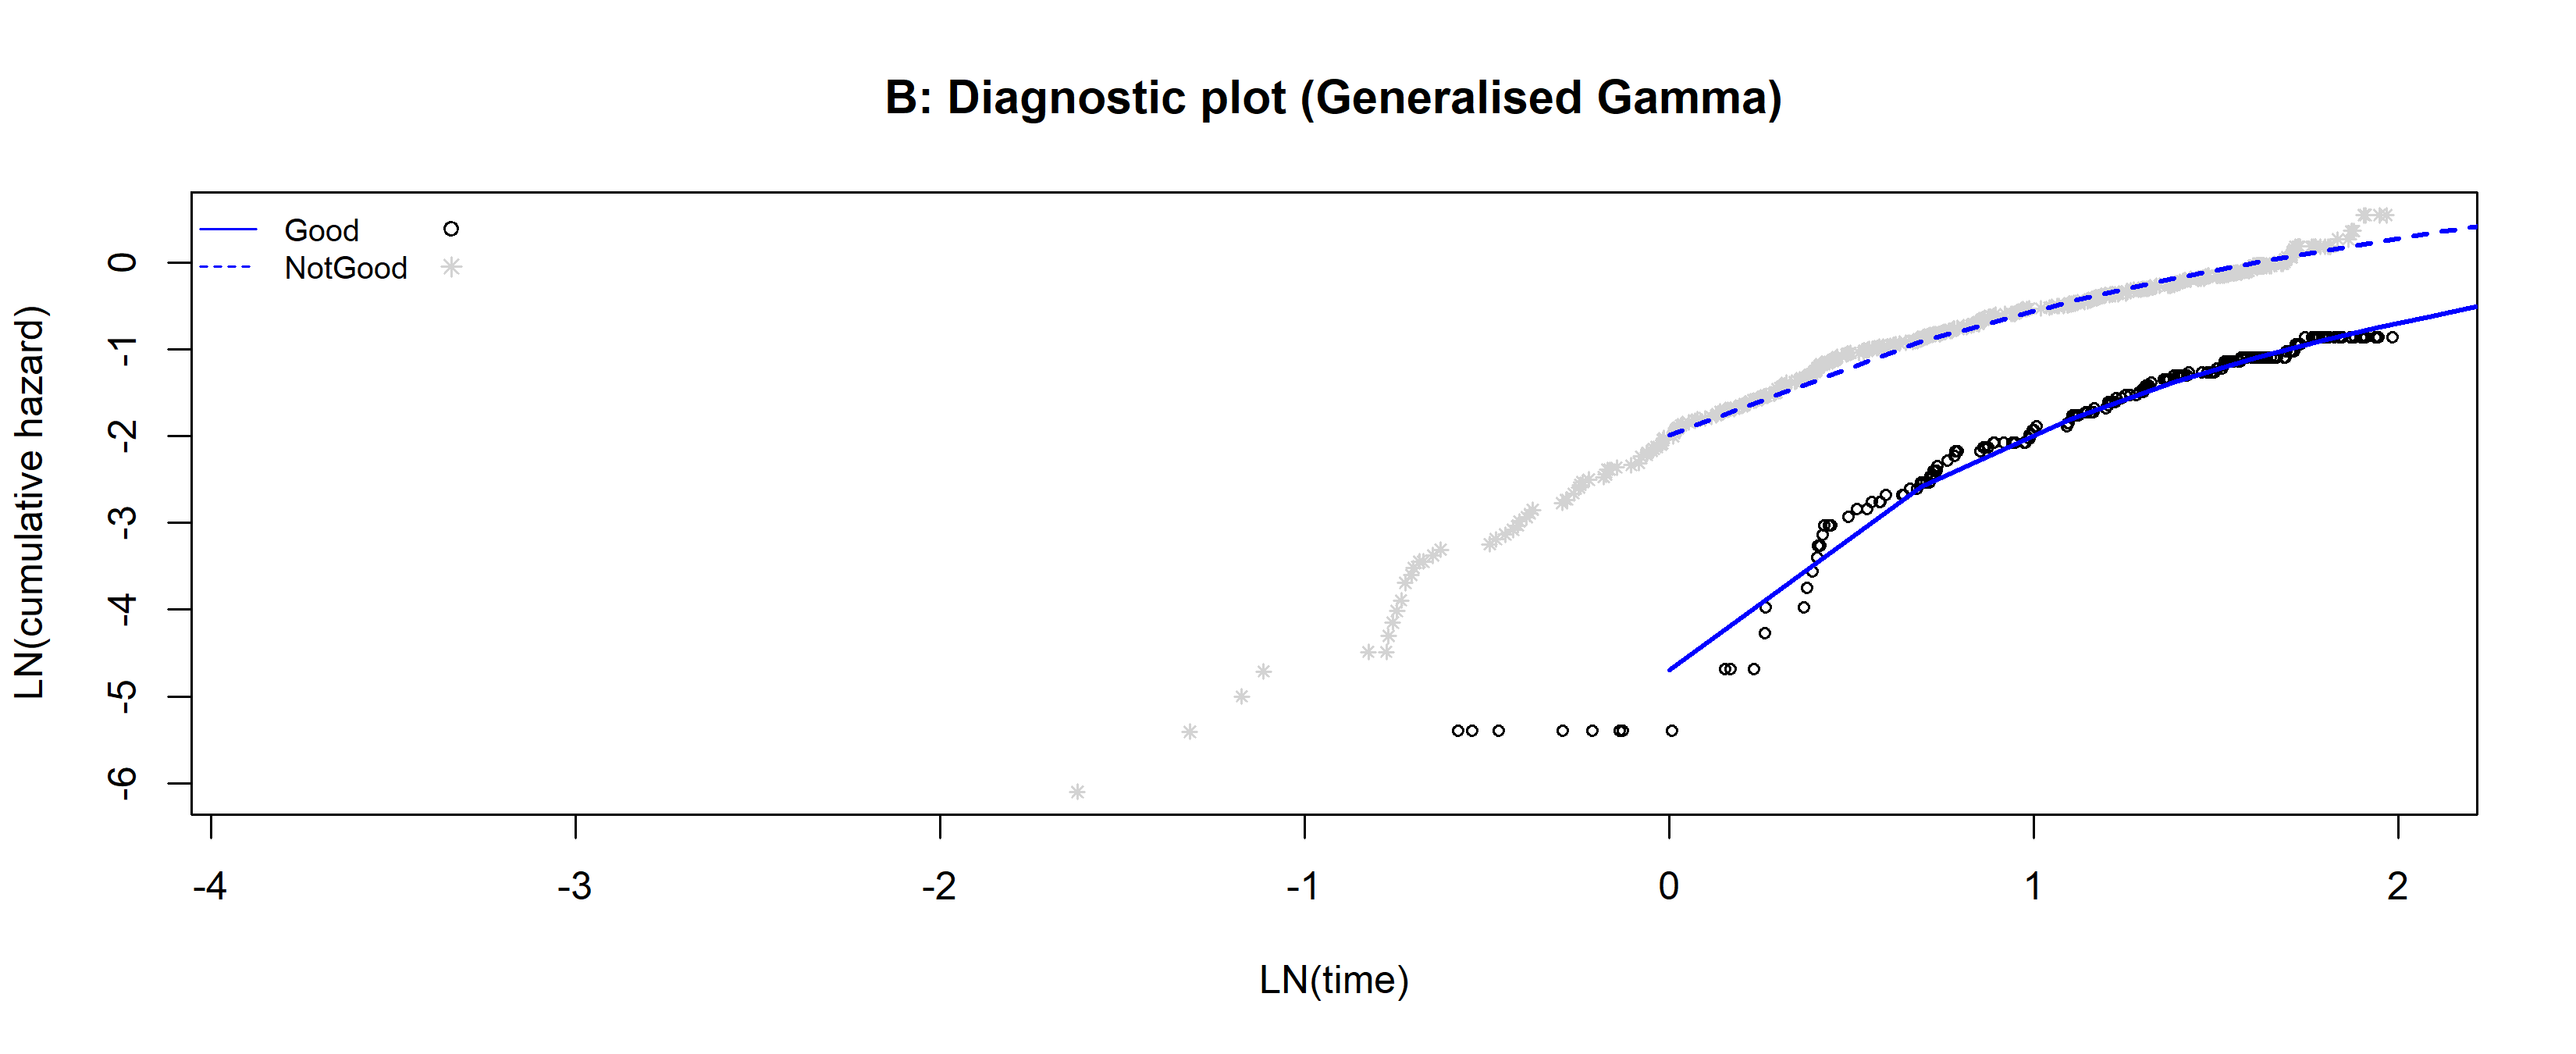 B: Diagnostic plot (Generalised Gamma)
Good
NotGood
LN(cumulative hazard)
0
-1
-2
-3
-4
-5
-6
-4 -3 -2 -1 0 1 2
LN(time)